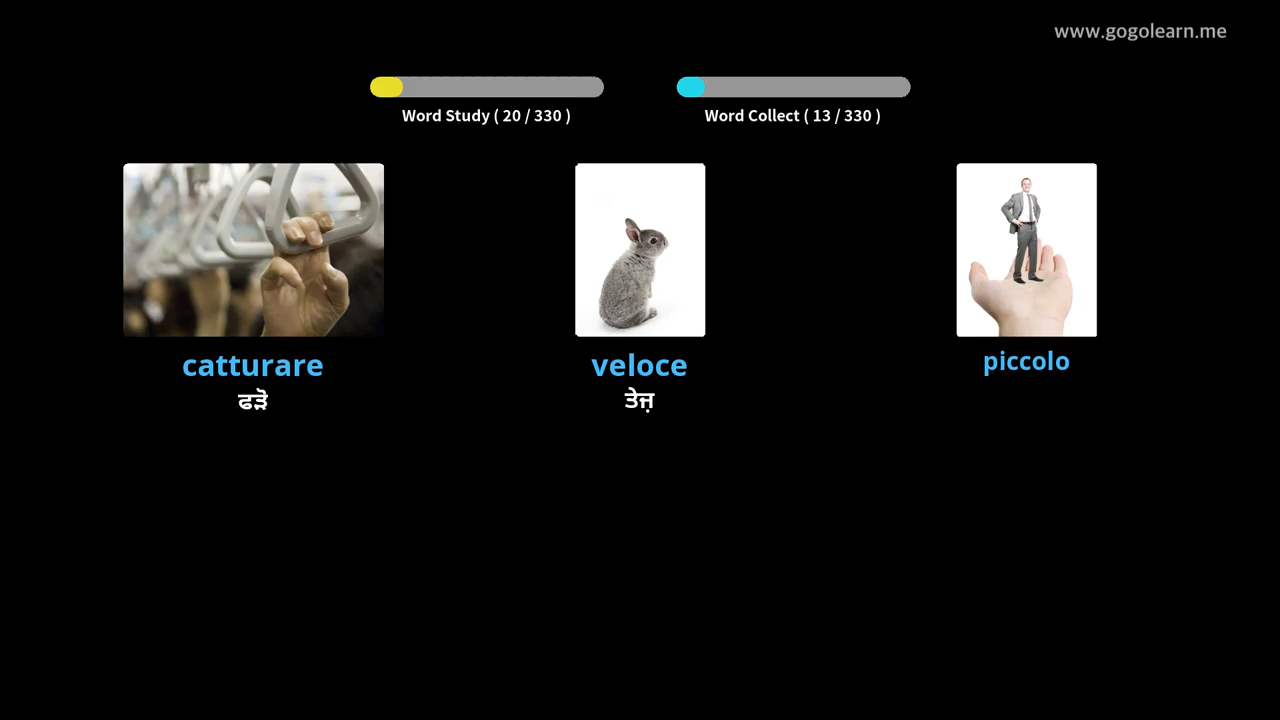 www.gogolearn.me
Word Study ( 20 / 330 )
Word Collect ( 13 / 330 )
catturare
ਫੜੋ
veloce
ਤੇਜ਼
piccolo